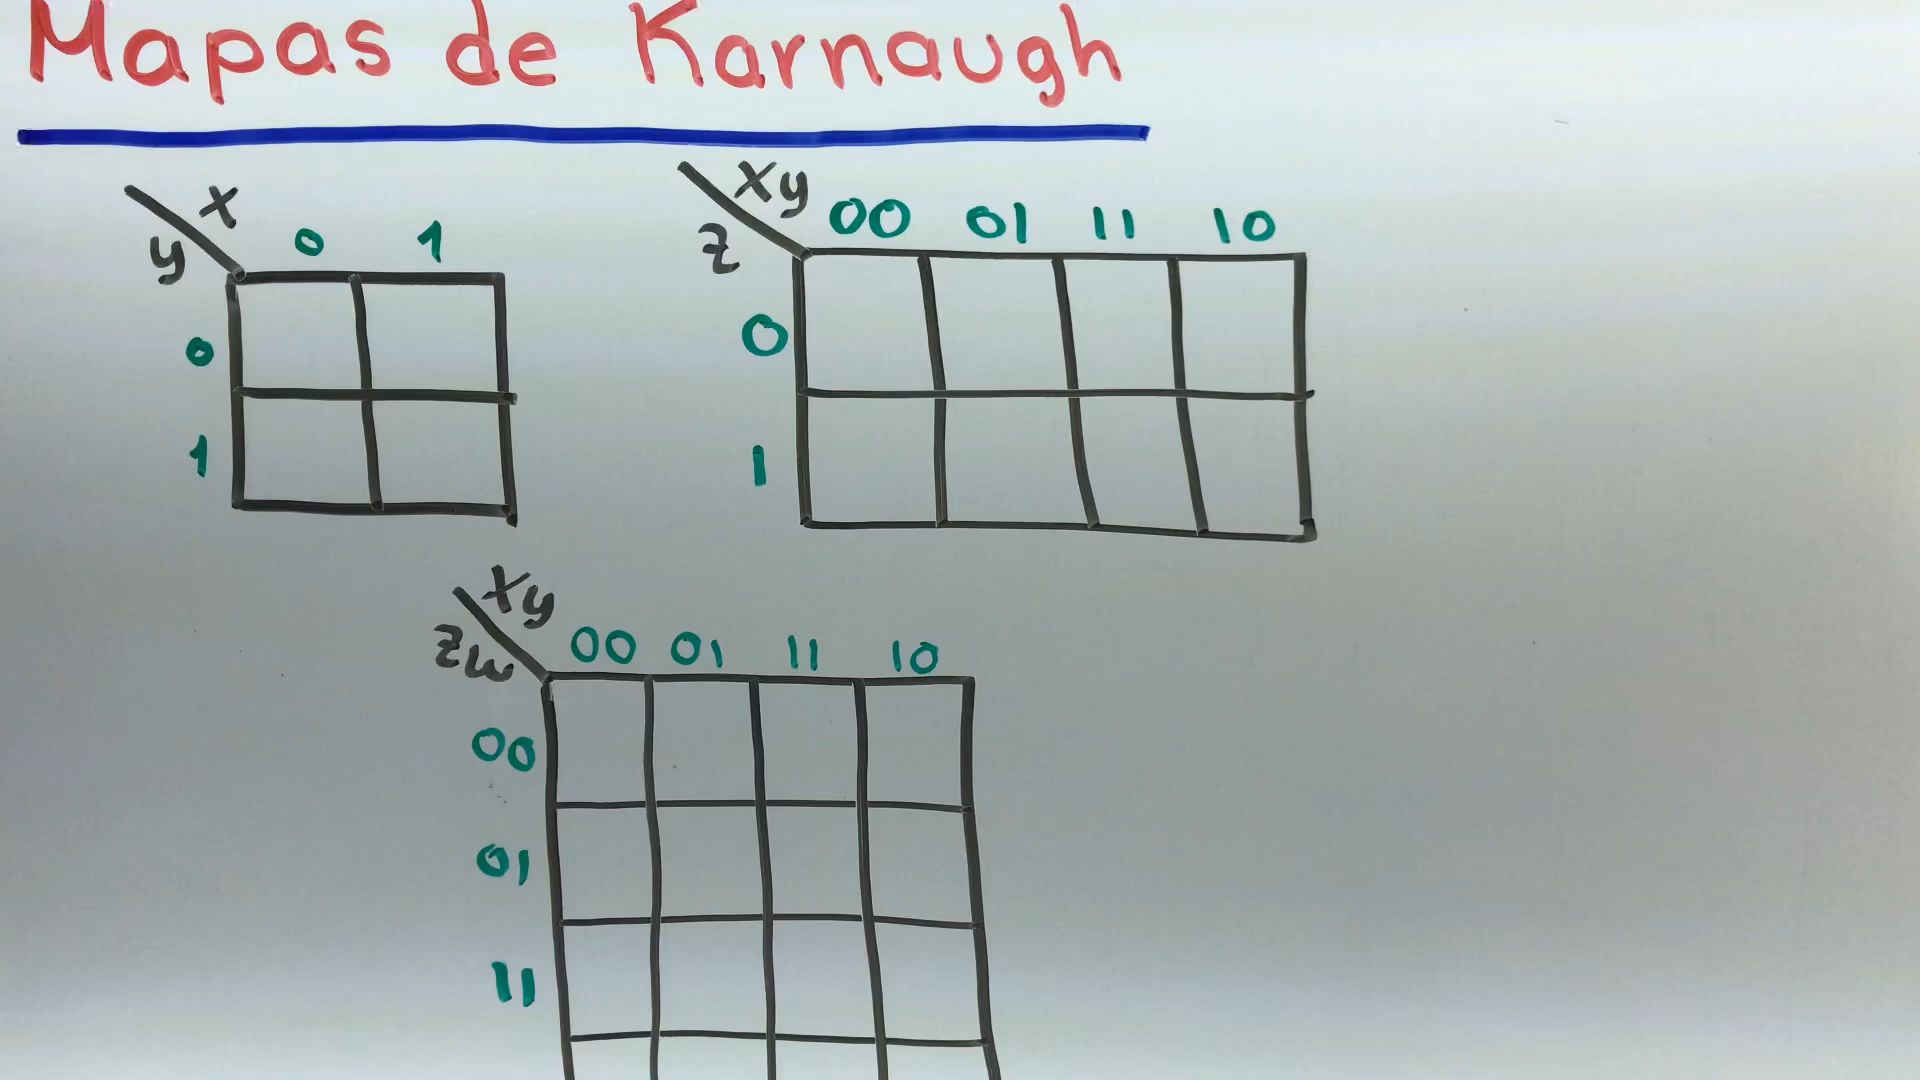 Mapas de Karnaugh
x
y
0 1
0
1
xy
z
00 01 11 10
0
1
xy
zw
00 01 11 10
00
01
11